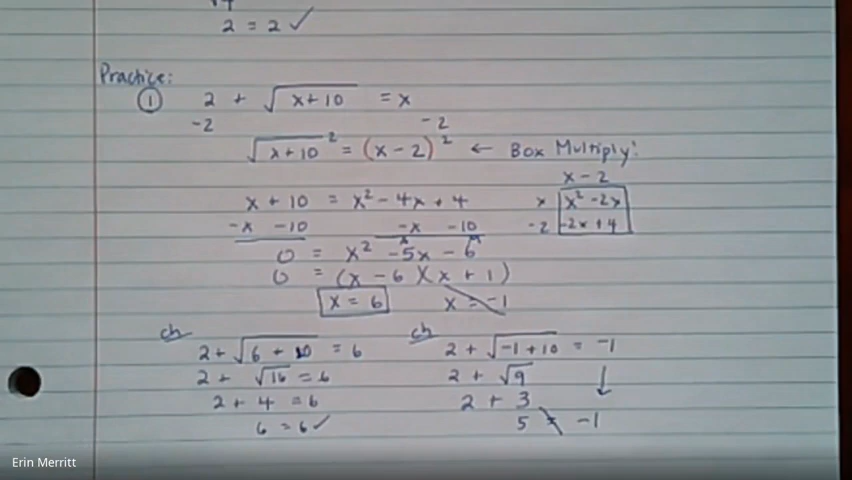 2 = 2 ✓
Practice:
① 2 + √(x+10) = x
-2 -2
√(x+10)² = (x-2)² ← Box Multiply:
x - 2
x + 10 = x² - 4x + 4 x x² -2x
-x -10 -x -10 -2 -2x +4
0 = x² - 5x - 6
0 = (x - 6)(x + 1)
x = 6 x = -1
ch ch
2 + √(6 + 10) = 6 2 + √(-1+10) = -1
2 + √16 = 6 2 + √9 ↓
2 + 4 = 6 2 + 3
6 = 6 ✓ 5 ≠ -1
Erin Merritt